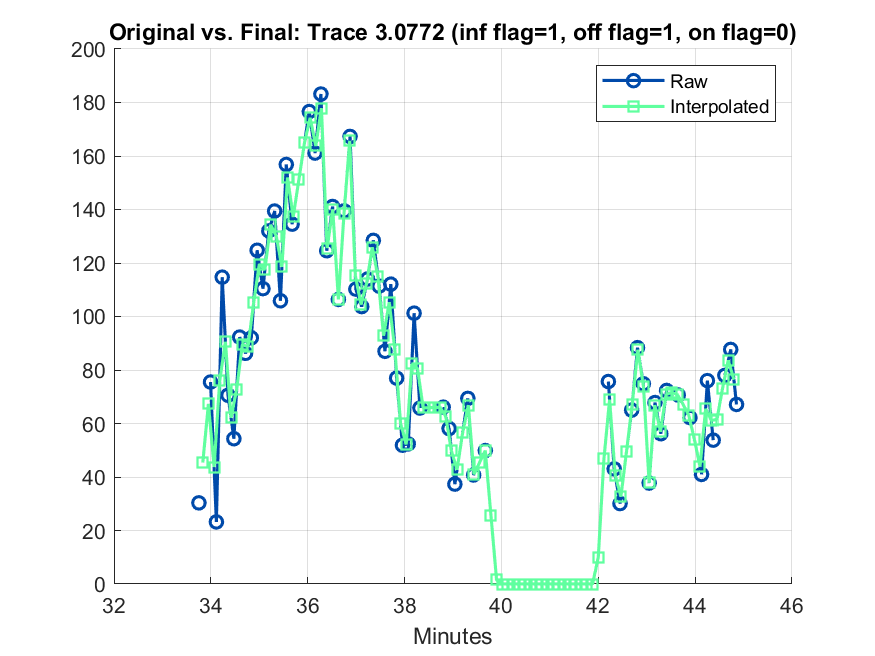 Original vs. Final: Trace 3.0772 (inf flag=1, off flag=1, on flag=0)
200
180
160
140
120
100
80
60
40
20
0
Raw
Interpolated
32 34 36 38 40 42 44 46
Minutes